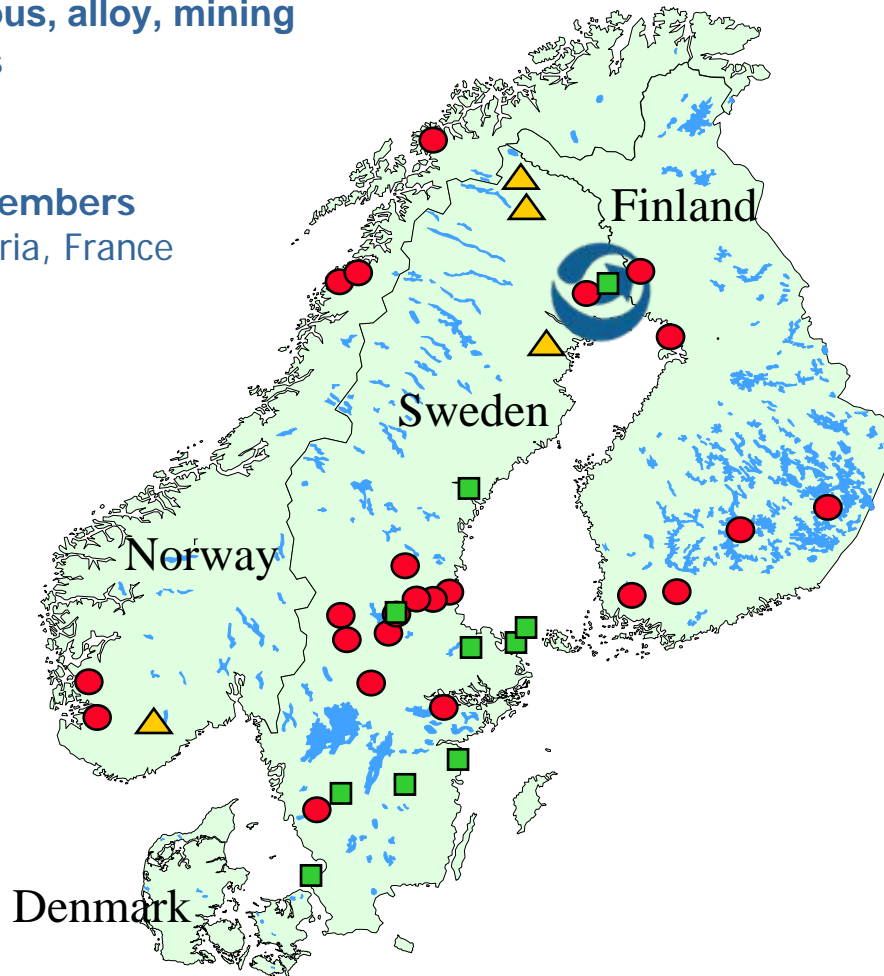 ous, alloy, mining
s
embers
ria, France
Finland
Sweden
Norway
Denmark